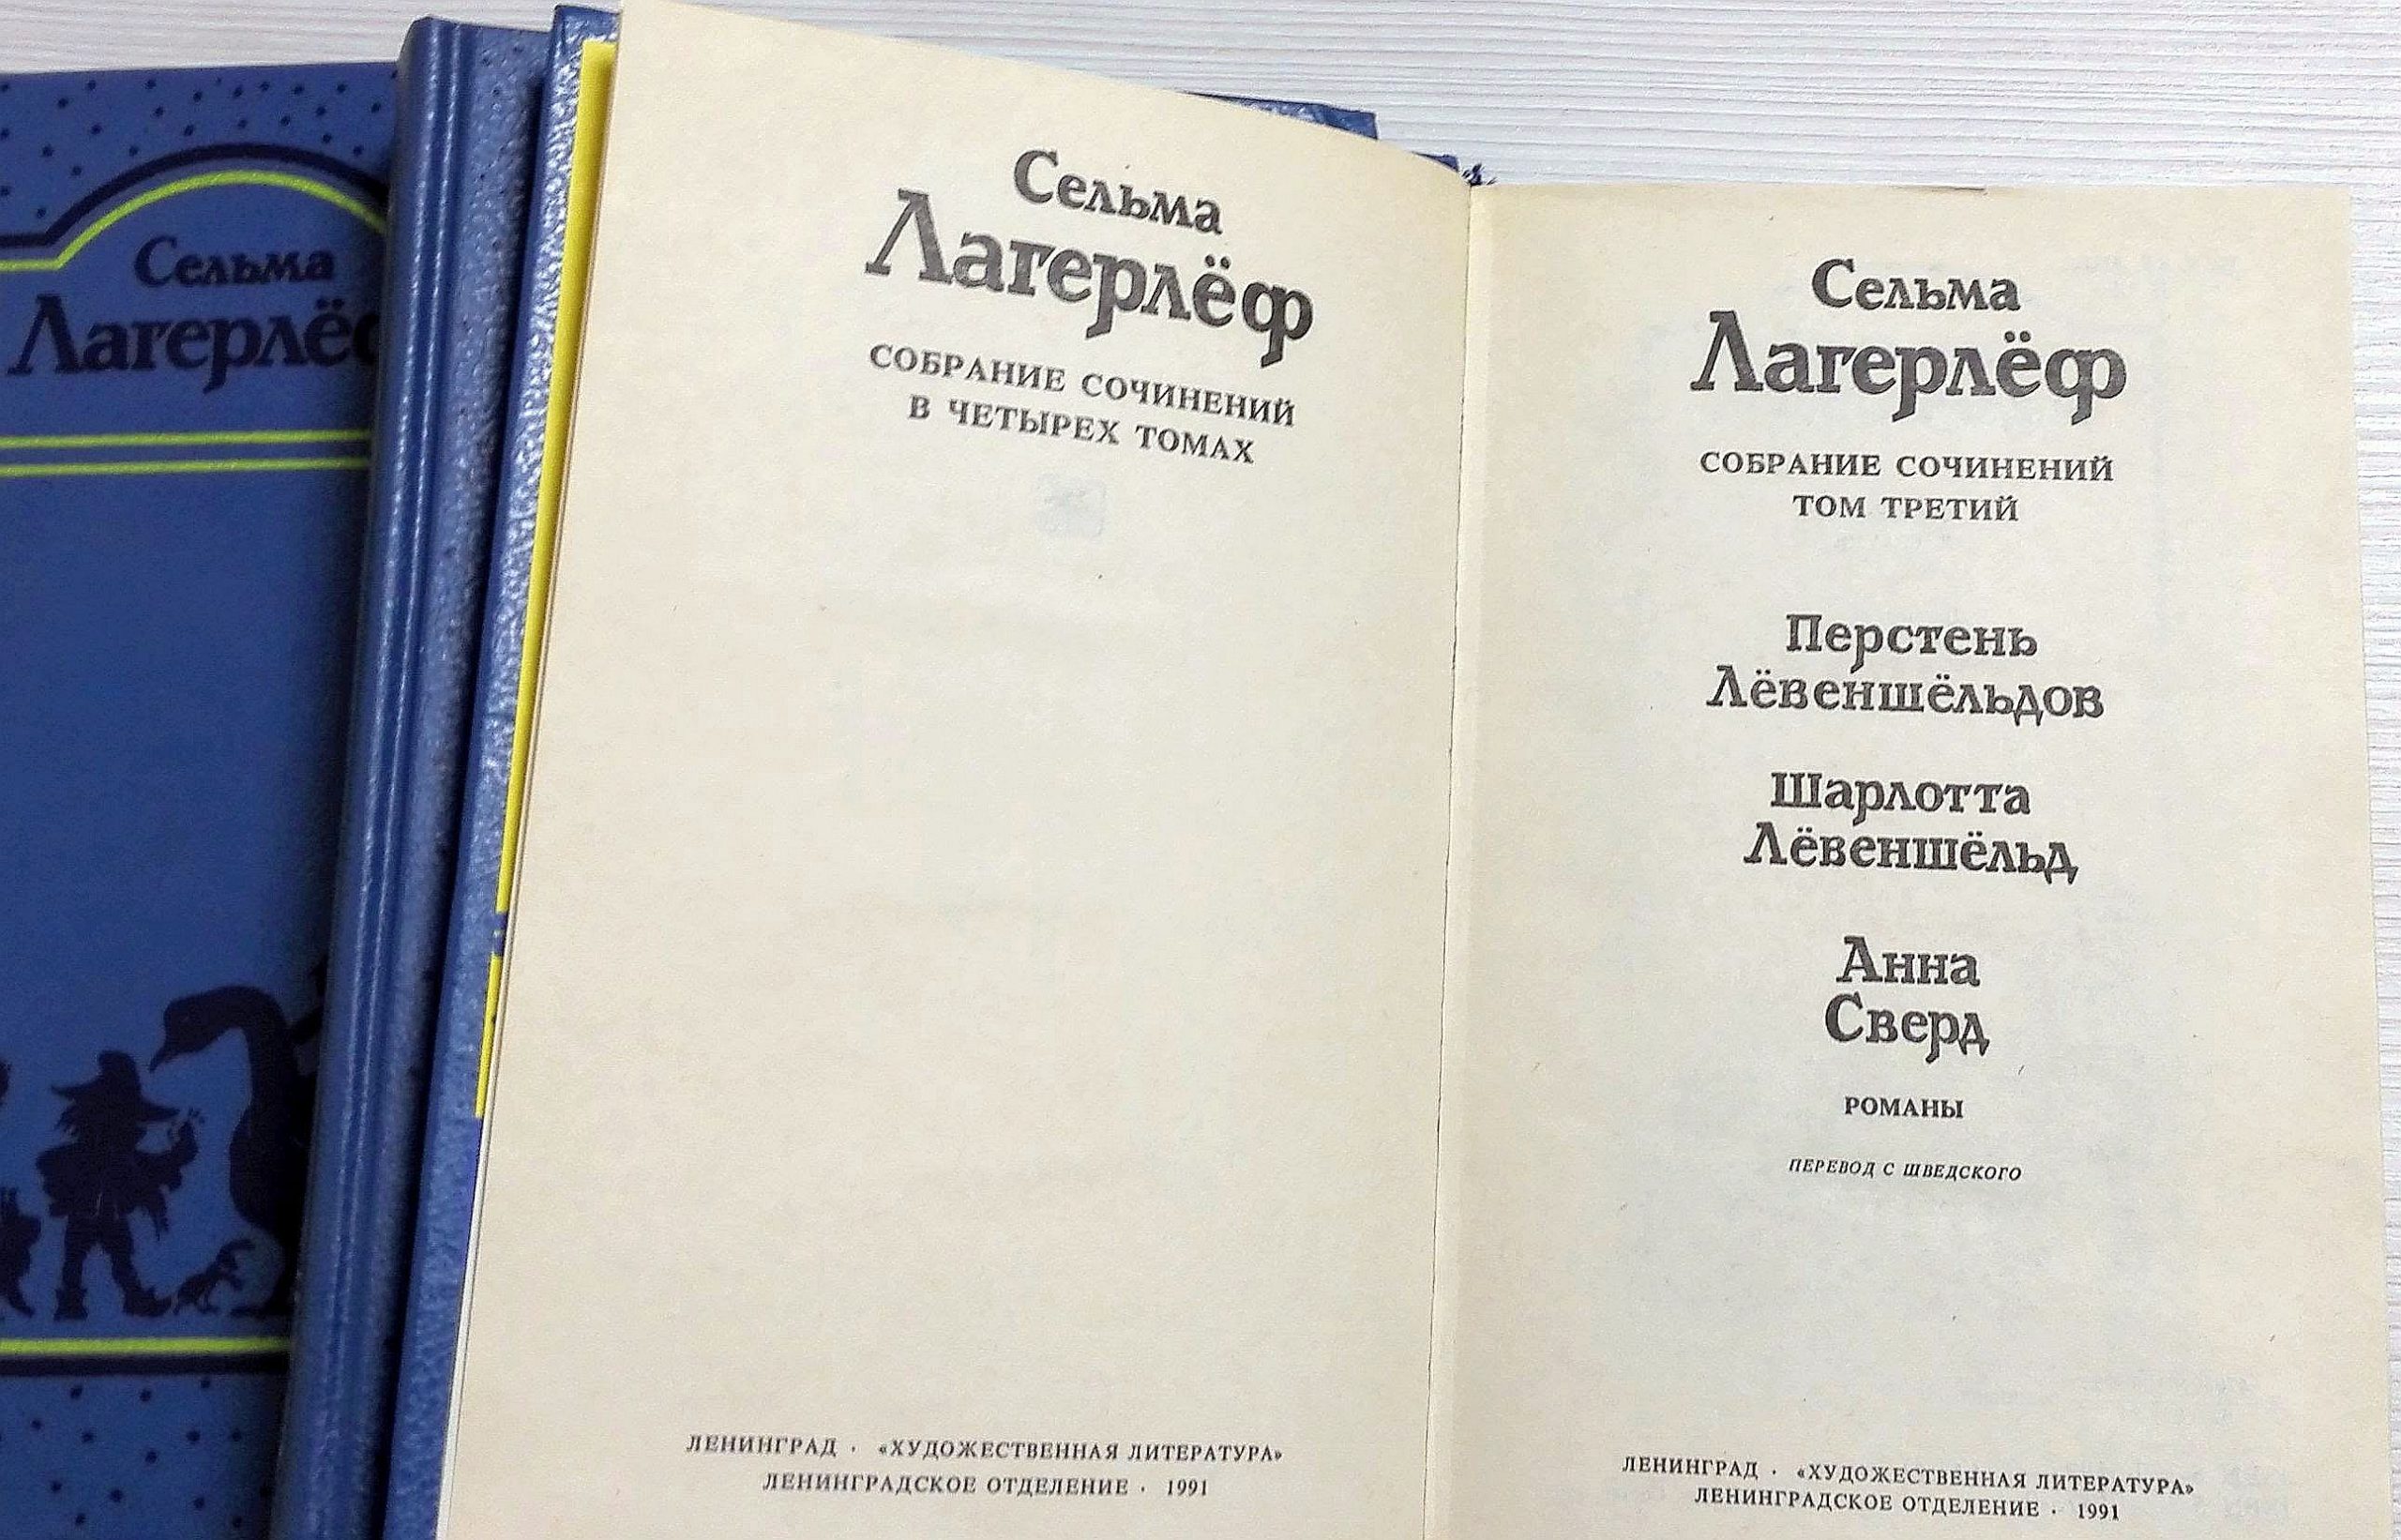 Сельма
Сельма
Лагерлёф
СОБРАНИЕ СОЧИНЕНИЙ
В ЧЕТЫРЕХ ТОМАХ
ЛЕНИНГРАД · «ХУДОЖЕСТВЕННАЯ ЛИТЕРАТУРА»
ЛЕНИНГРАДСКОЕ ОТДЕЛЕНИЕ · 1991
Сельма
Лагерлёф
СОБРАНИЕ СОЧИНЕНИЙ
ТОМ ТРЕТИЙ
Перстень
Лёвеншёльдов
Шарлотта
Лёвеншёльд
Анна
Сверд
РОМАНЫ
ПЕРЕВОД С ШВЕДСКОГО
ЛЕНИНГРАД · «ХУДОЖЕСТВЕННАЯ ЛИТЕРАТУРА»
ЛЕНИНГРАДСКОЕ ОТДЕЛЕНИЕ · 1991